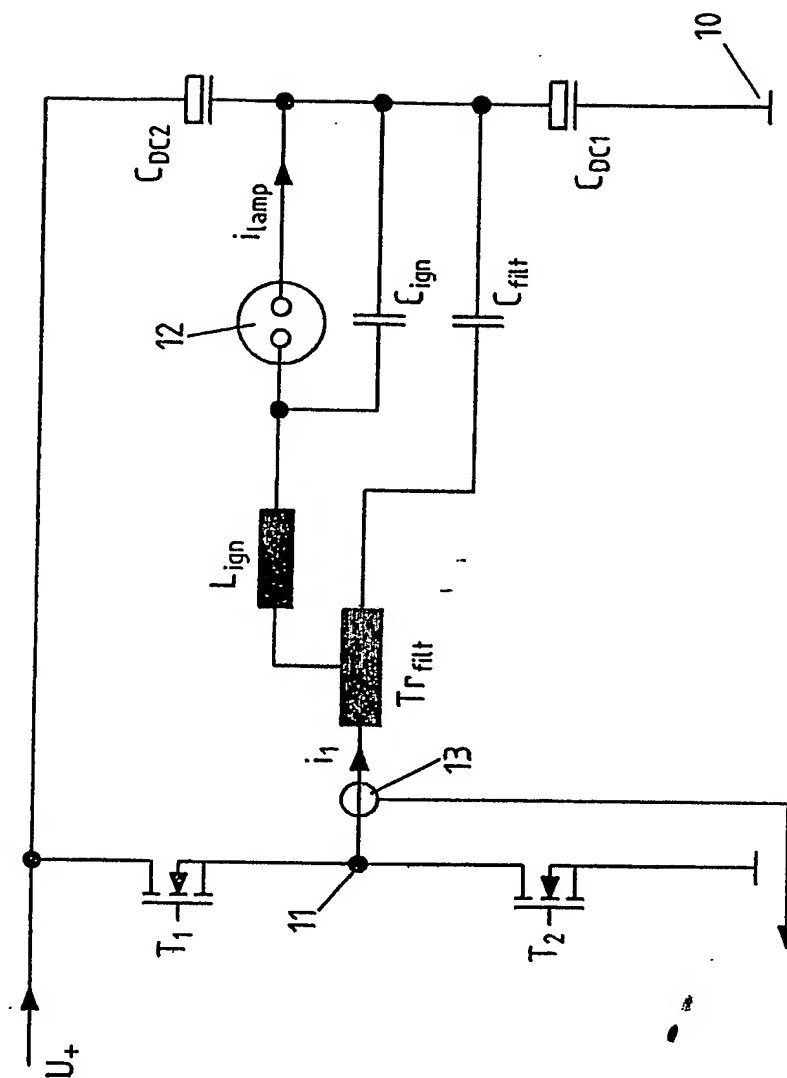 U+
T1
T2
11
13
i1
Trfilt
Lign
12
ilamp
Cign
Cfilt
CDC2
CDC1
10